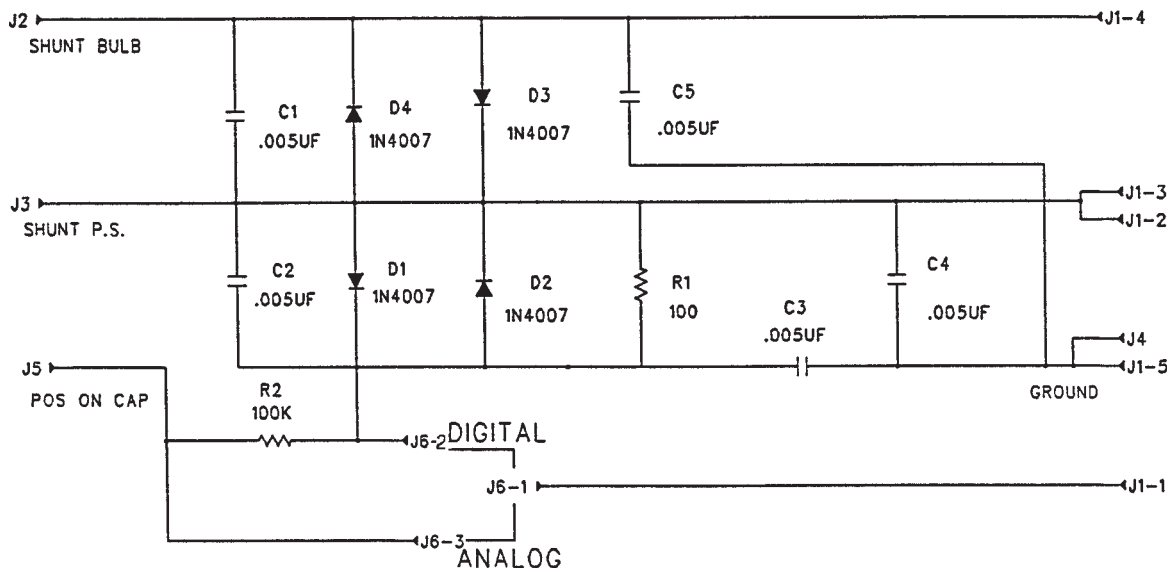 J2
J1-4
SHUNT BULB
C1
.005UF
D4
1N4007
D3
1N4007
C5
.005UF
J3
J1-3
J1-2
SHUNT P.S.
C2
.005UF
D1
1N4007
D2
1N4007
R1
100
C3
.005UF
C4
.005UF
J4
J5
J1-5
POS ON CAP
GROUND
R2
100K
J6-2
DIGITAL
J6-1
J1-1
J6-3
ANALOG